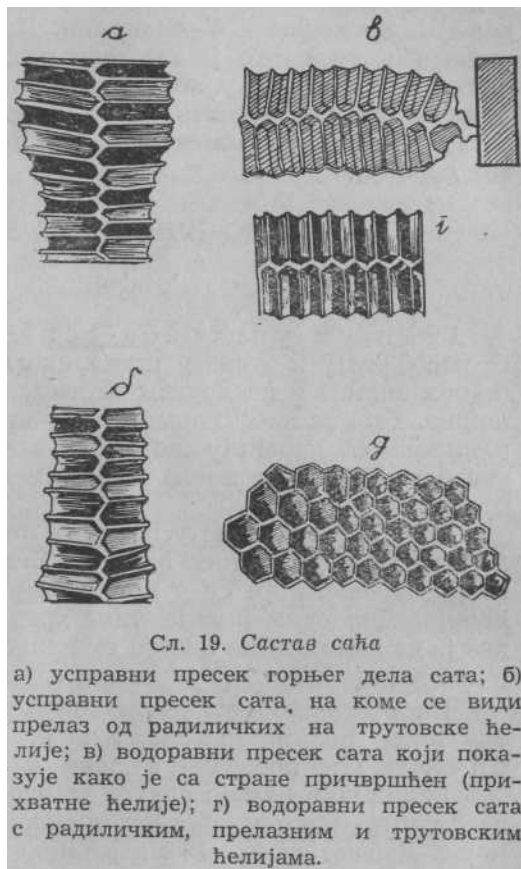 а
в
г
б
д
Сл. 19. Састав саћа
а) усправни пресек горњег дела сата; б)
усправни пресек сата, на коме се види
прелаз од радиличких на трутовске ће-
лије; в) водоравни пресек сата који пока-
зује како је са стране причвршћен (при-
хватне ћелије); г) водоравни пресек сата
с радиличким, прелазним и трутовским
ћелијама.